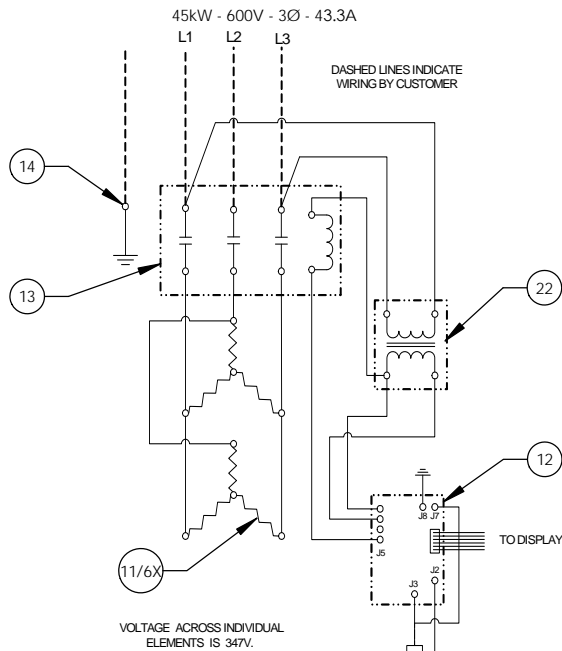 45kW - 600V - 3Ø - 43.3A
L1 L2 L3
DASHED LINES INDICATE
WIRING BY CUSTOMER
14
13
22
12
J8 J7
TO DISPLAY
J5
J2
J3
11/6X
VOLTAGE ACROSS INDIVIDUAL
ELEMENTS IS 347V.